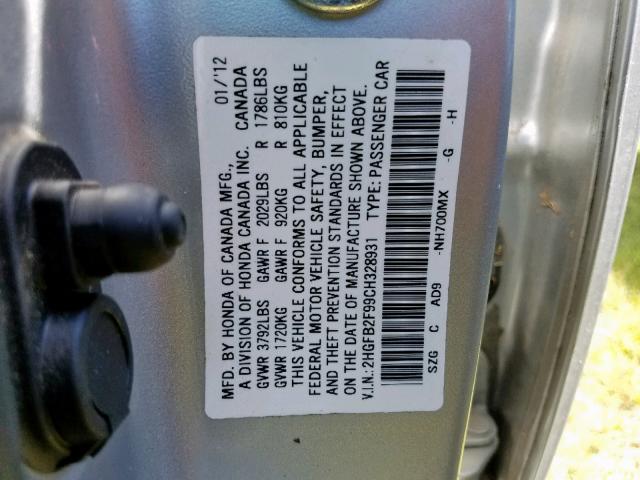 MFD. BY HONDA OF CANADA MFG., 01/'12
A DIVISION OF HONDA CANADA INC. CANADA
GVWR 3792LBS GAWR F 2029LBS R 1786LBS
GVWR 1720KG GAWR F 920KG R 810KG
THIS VEHICLE CONFORMS TO ALL APPLICABLE
FEDERAL MOTOR VEHICLE SAFETY, BUMPER,
AND THEFT PREVENTION STANDARDS IN EFFECT
ON THE DATE OF MANUFACTURE SHOWN ABOVE.
V.I.N.: 2HGFB2F99CH328931 TYPE: PASSENGER CAR
SZG C AD9 -NH700MX -G -H